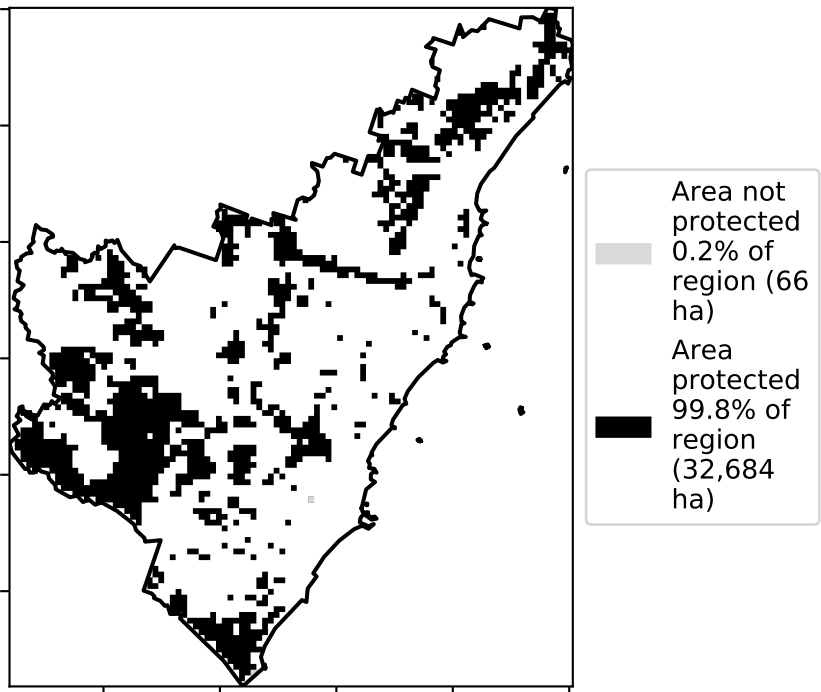 Area not
protected
0.2% of
region (66
ha)
Area
protected
99.8% of
region
(32,684
ha)